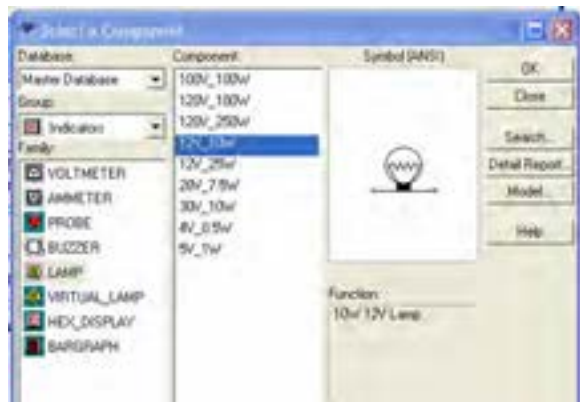 Select a Component
Database:
Master Database
Group:
Indicators
Family:
VOLTMETER
AMMETER
PROBE
BUZZER
LAMP
VIRTUAL_LAMP
HEX_DISPLAY
BARGRAPH
Component:
100V_100W
120V_100W
120V_250W
12V_10W
12V_25W
28V_7.5W
30V_10W
4V_0.5W
5V_1W
Symbol (ANSI)
Function:
10W 12V Lamp
OK
Close
Search...
Detail Report...
Model...
Help